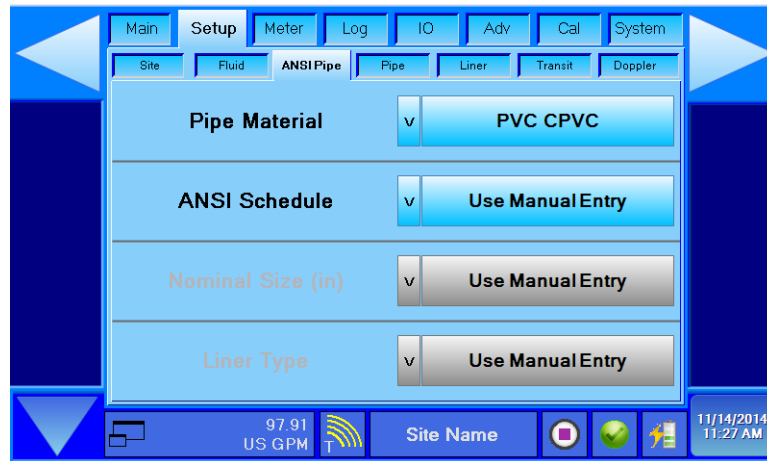 Main Setup Meter Log IO Adv Cal System
Site Fluid ANSI Pipe Pipe Liner Transit Doppler
Pipe Material v PVC CPVC
ANSI Schedule v Use Manual Entry
Nominal Size (in) v Use Manual Entry
Liner Type v Use Manual Entry
97.91
US GPM T Site Name
11/14/2014
11:27 AM